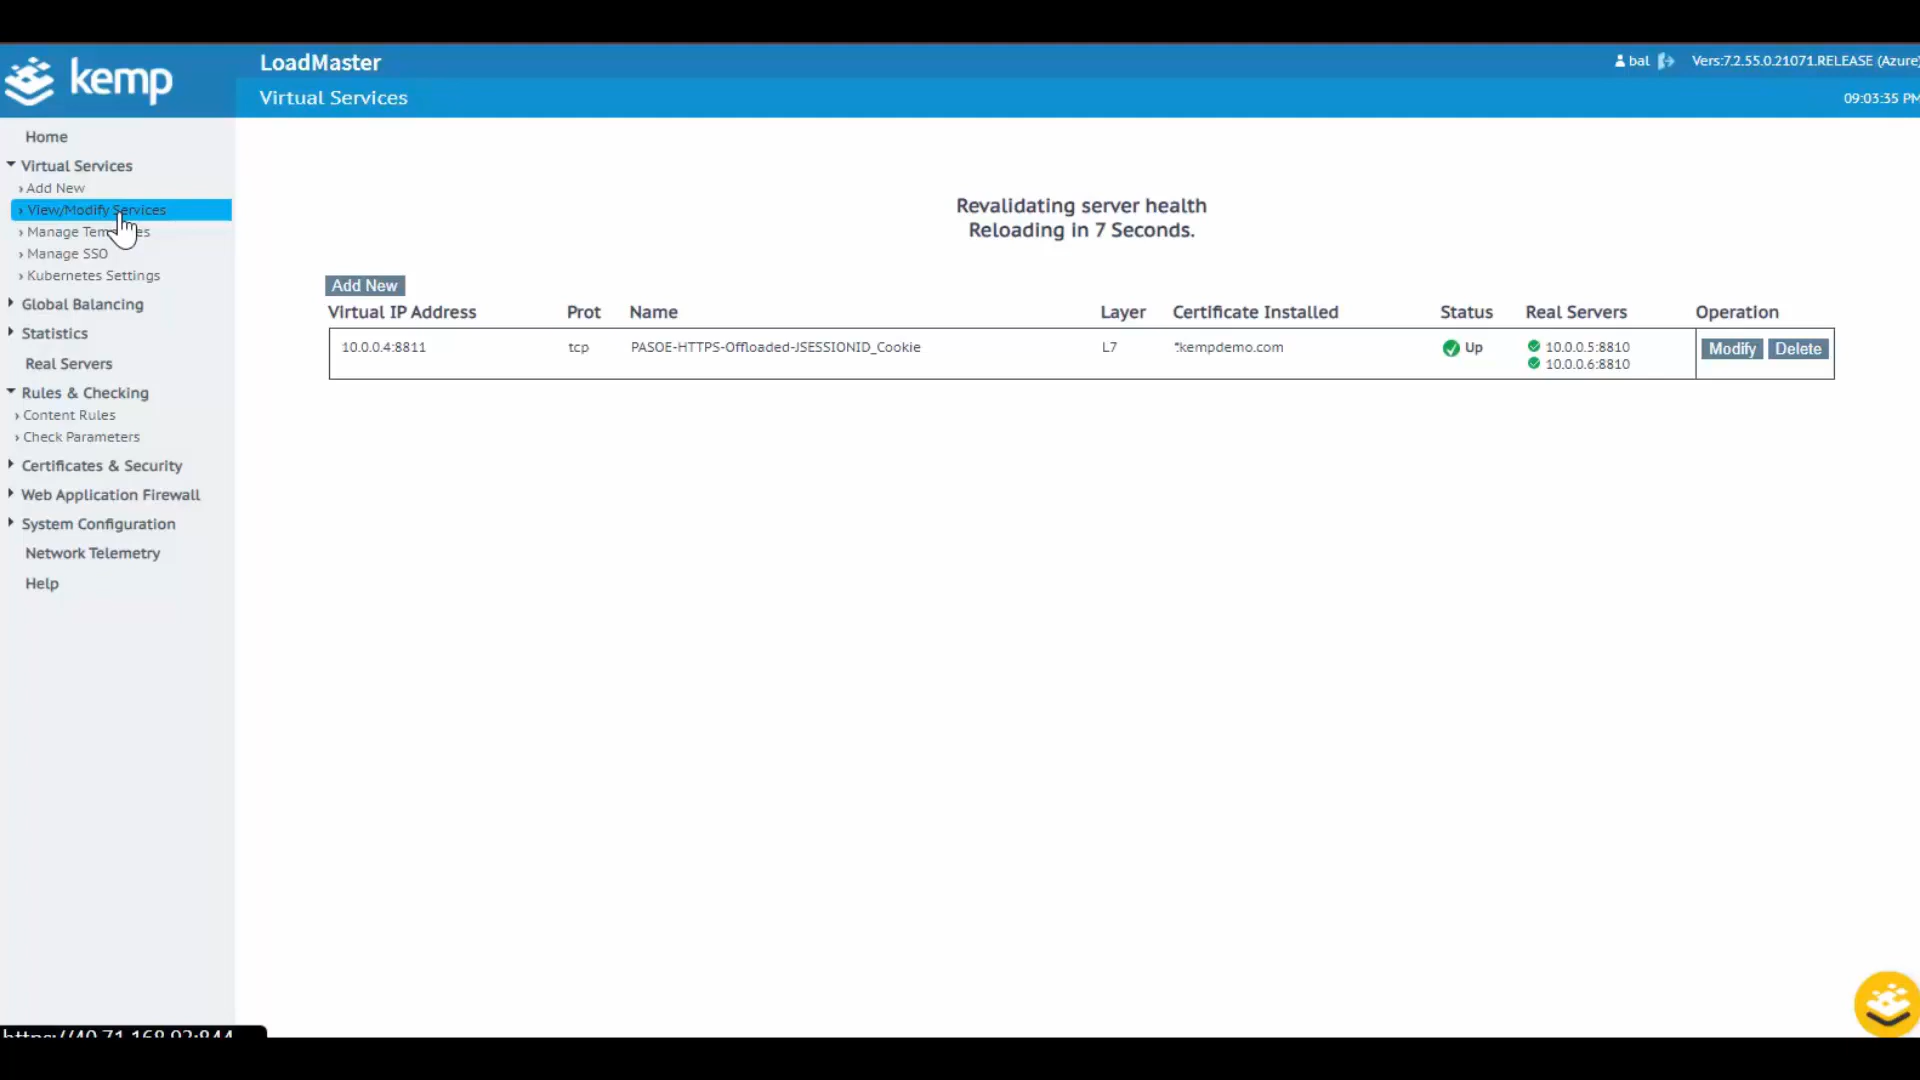 kemp
LoadMaster
bal
Vers:7.2.55.0.21071.RELEASE (Azure)
Virtual Services
09:03:35 PM
Home
Virtual Services
Add New
View/Modify Services
Manage
Manage SSO
Kubernetes Settings
Global Balancing
Statistics
Real Servers
Rules & Checking
Content Rules
Check Parameters
Certificates & Security
Web Application Firewall
System Configuration
Network Telemetry
Help
Revalidating server health
Reloading in 7 Seconds.
Add New
Virtual IP Address Prot Name Layer Certificate Installed Status Real Servers Operation
10.0.0.4:8811 tcp PASOE-HTTPS-Offloaded-JSESSIONID_Cookie L7 *.kempdemo.com Up 10.0.0.5:8810 Modify Delete
10.0.0.6:8810